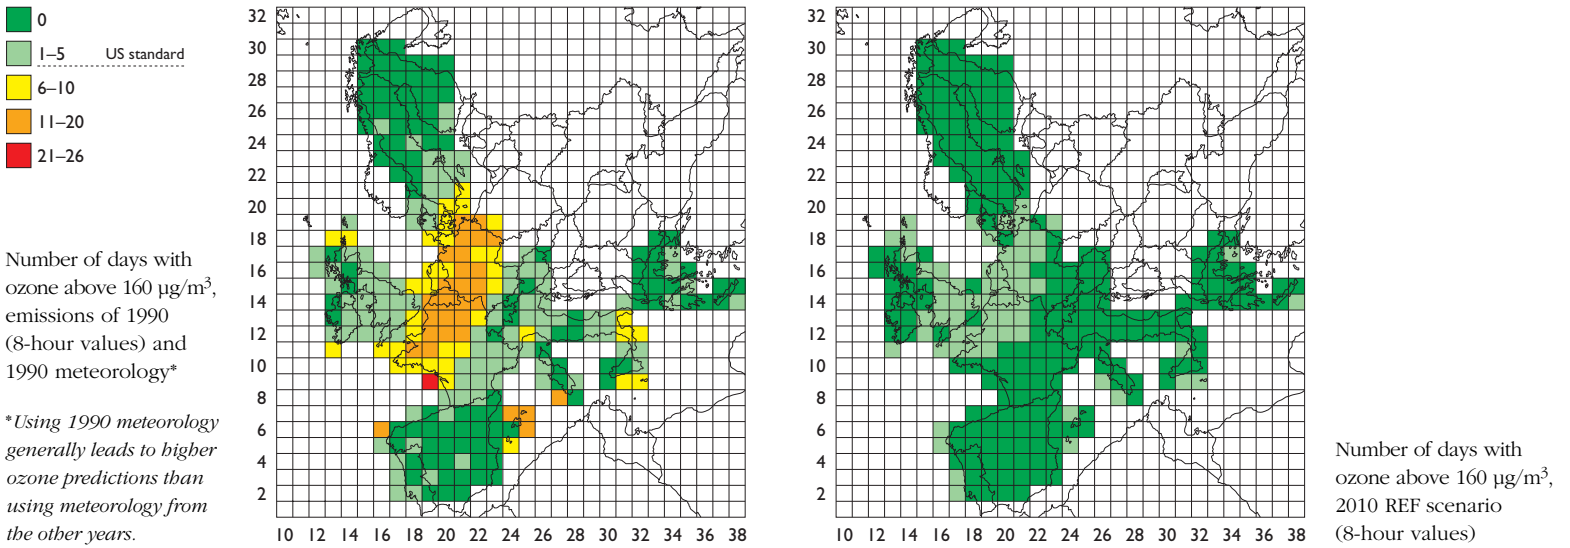 0
1–5 US standard
6–10
11–20
21–26
Number of days with
ozone above 160 µg/m³,
emissions of 1990
(8-hour values) and
1990 meteorology*
*Using 1990 meteorology
generally leads to higher
ozone predictions than
using meteorology from
the other years.
32
30
28
26
24
22
20
18
16
14
12
10
8
6
4
2
10 12 14 16 18 20 22 24 26 28 30 32 34 36 38
32
30
28
26
24
22
20
18
16
14
12
10
8
6
4
2
10 12 14 16 18 20 22 24 26 28 30 32 34 36 38
Number of days with
ozone above 160 µg/m³,
2010 REF scenario
(8-hour values)